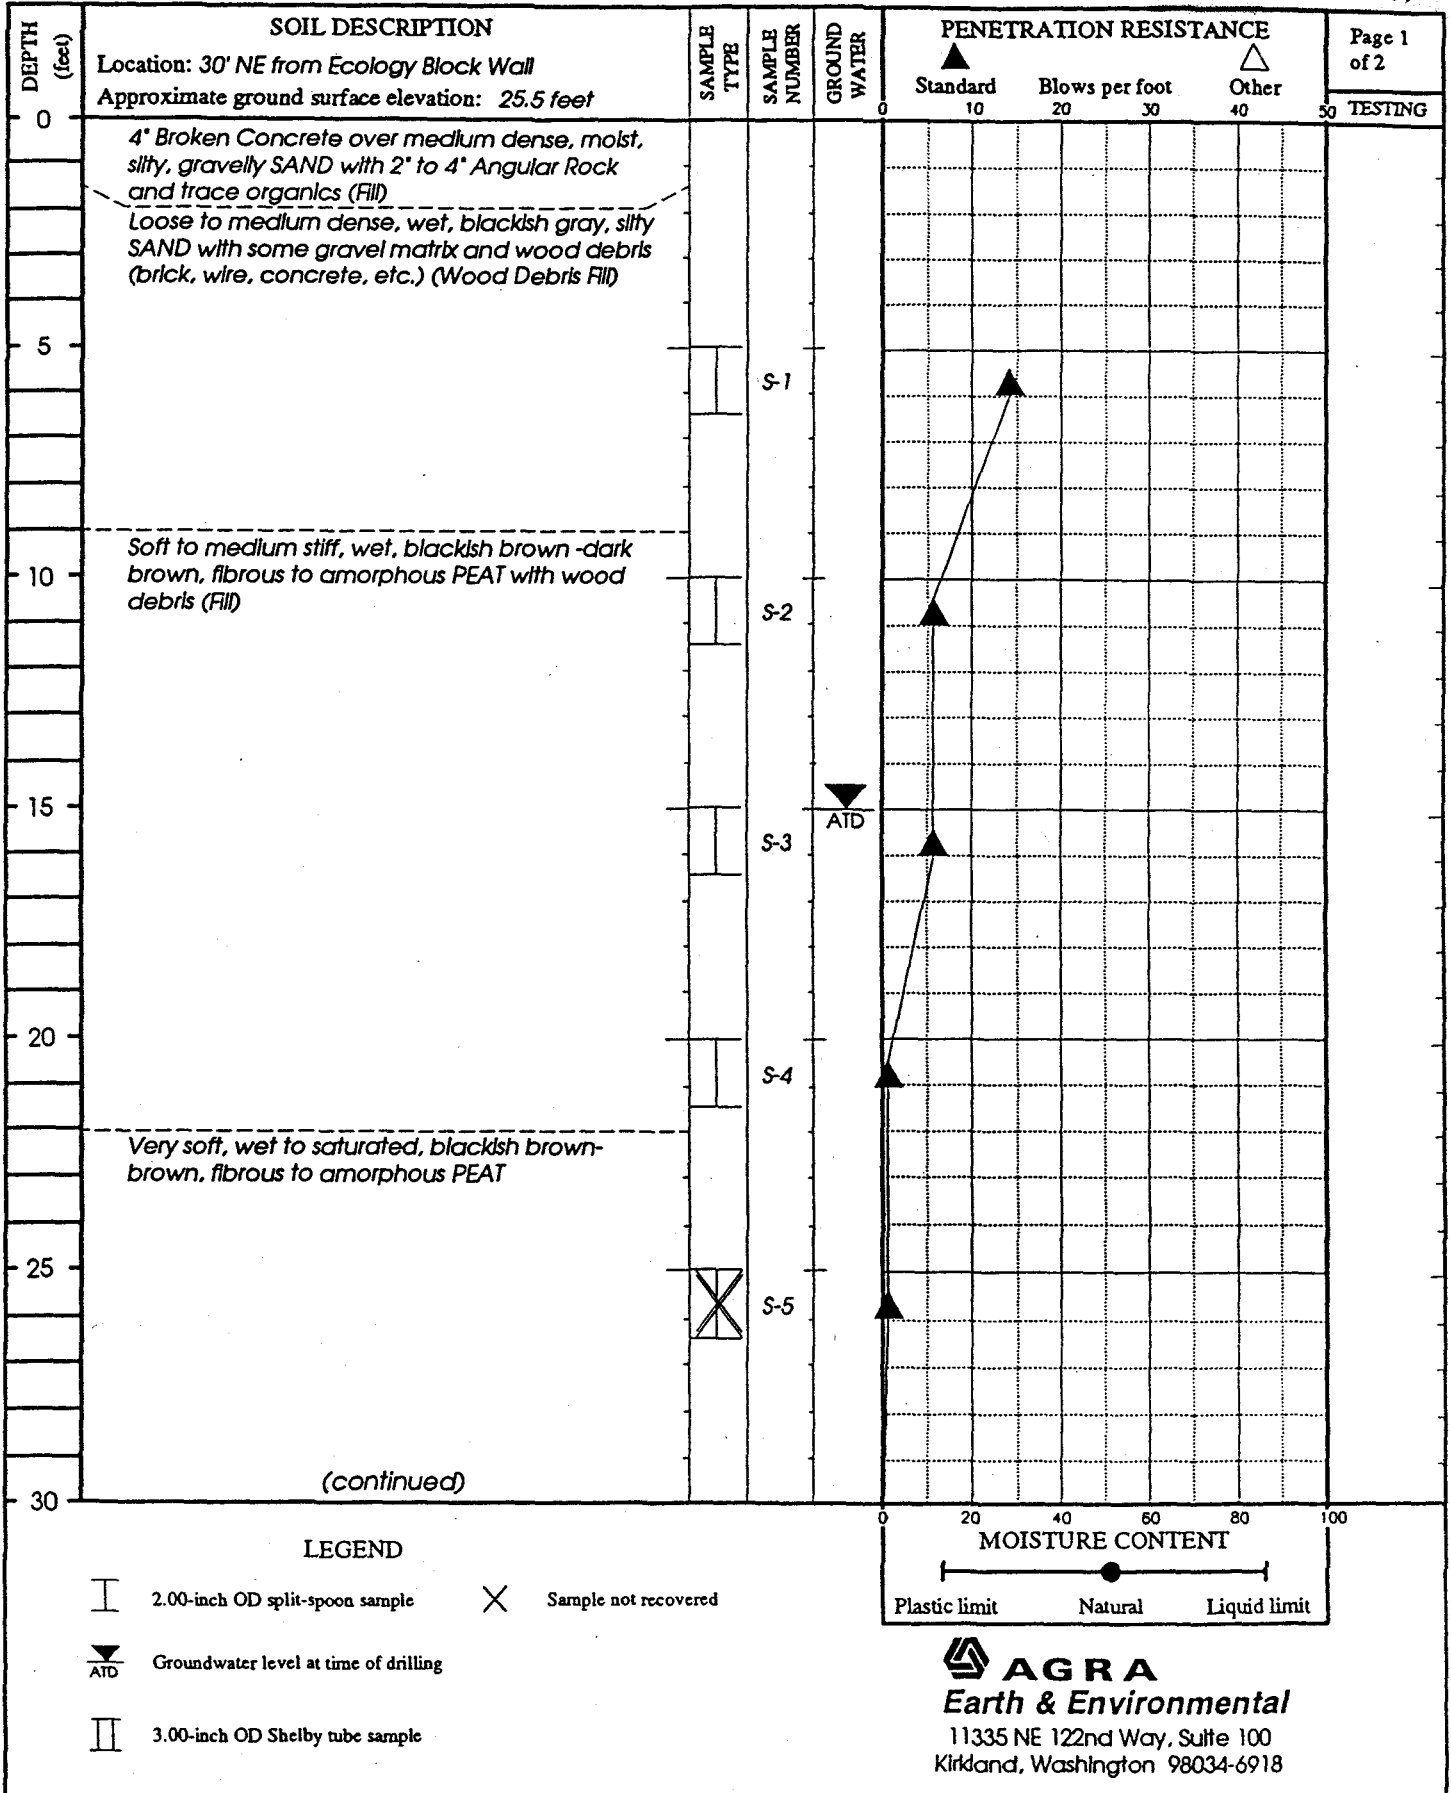 DEPTH
(feet)
SOIL DESCRIPTION
Location: 30' NE from Ecology Block Wall
Approximate ground surface elevation: 25.5 feet
SAMPLE
TYPE
SAMPLE
NUMBER
GROUND
WATER
PENETRATION RESISTANCE
Standard Blows per foot Other
0 10 20 30 40 50
Page 1
of 2
TESTING
0
4" Broken Concrete over medium dense, moist,
silty, gravelly SAND with 2" to 4" Angular Rock
and trace organics (Fill)
Loose to medium dense, wet, blackish gray, silty
SAND with some gravel matrix and wood debris
(brick, wire, concrete, etc.) (Wood Debris Fill)
5
S-1
Soft to medium stiff, wet, blackish brown -dark
brown, fibrous to amorphous PEAT with wood
debris (Fill)
10
S-2
15
ATD
S-3
20
S-4
Very soft, wet to saturated, blackish brown-
brown, fibrous to amorphous PEAT
25
S-5
(continued)
30
0 20 40 60 80 100
MOISTURE CONTENT
Plastic limit Natural Liquid limit
LEGEND
2.00-inch OD split-spoon sample
Sample not recovered
ATD
Groundwater level at time of drilling
3.00-inch OD Shelby tube sample
AGRA
Earth & Environmental
11335 NE 122nd Way, Suite 100
Kirkland, Washington 98034-6918